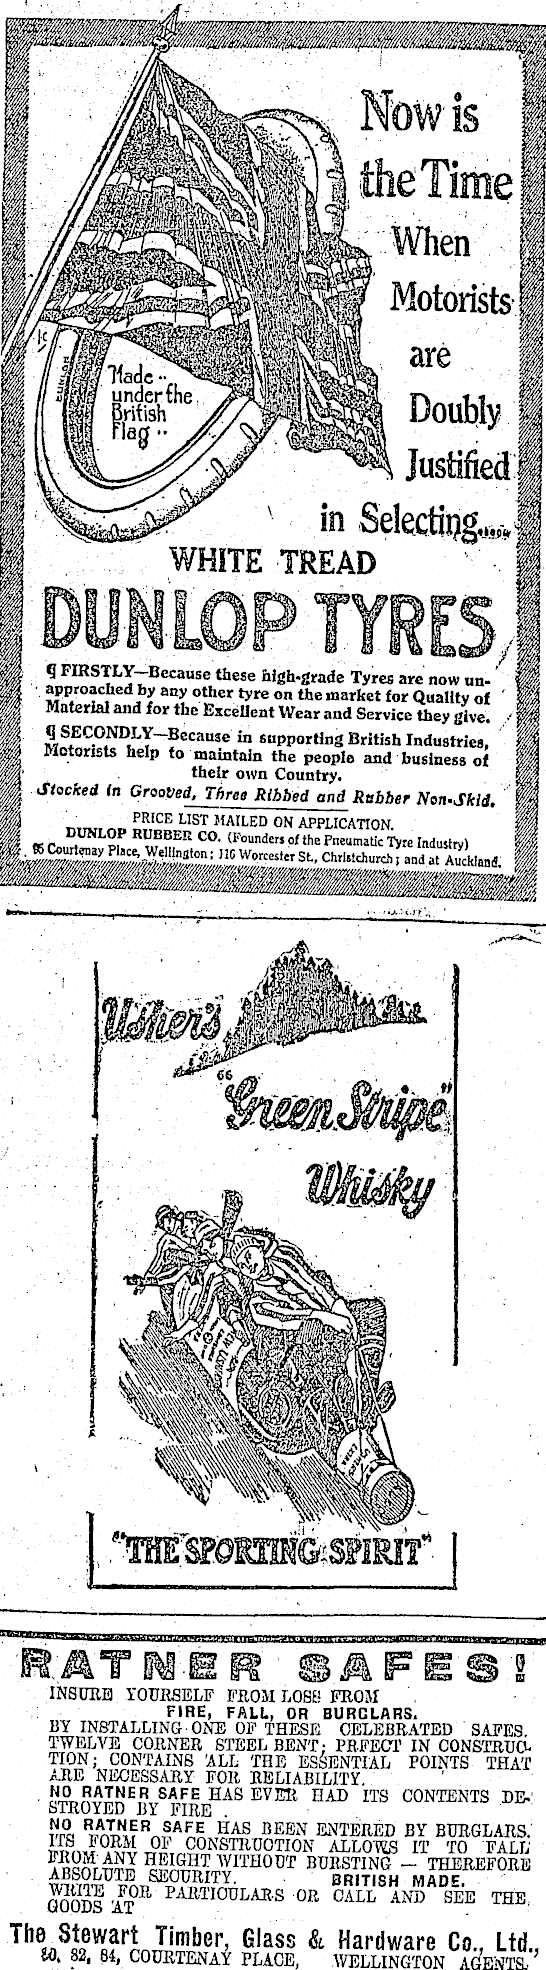 Now is
the Time
When
Motorists
are
Doubly
Justified
in Selecting....
DUNLOP
Made ··
under the
British
Flag ··
WHITE TREAD
DUNLOP TYRES
¶ FIRSTLY—Because these high-grade Tyres are now un-
approached by any other tyre on the market for Quality of
Material and for the Excellent Wear and Service they give.
¶ SECONDLY—Because in supporting British Industries,
Motorists help to maintain the people and business of
their own Country.
Stocked in Grooved, Three Ribbed and Rubber Non-Skid.
PRICE LIST MAILED ON APPLICATION.
DUNLOP RUBBER CO. (Founders of the Pneumatic Tyre Industry)
95 Courtenay Place, Wellington; 116 Worcester St., Christchurch; and at Auckland.
Usher's
"Green Stripe"
Whisky
"THE SPORTING SPIRIT"
RATNER SAFES!
INSURE YOURSELF FROM LOSS FROM
FIRE, FALL, OR BURGLARS.
BY INSTALLING ONE OF THESE CELEBRATED SAFES.
TWELVE CORNER STEEL BENT; PRFECT IN CONSTRUC-
TION; CONTAINS ALL THE ESSENTIAL POINTS THAT
ARE NECESSARY FOR RELIABILITY.
NO RATNER SAFE HAS EVER HAD ITS CONTENTS DE-
STROYED BY FIRE .
NO RATNER SAFE HAS BEEN ENTERED BY BURGLARS.
ITS FORM OF CONSTRUCTION ALLOWS IT TO FALL
FROM ANY HEIGHT WITHOUT BURSTING — THEREFORE
ABSOLUTE SECURITY. BRITISH MADE.
WRITE FOR PARTICULARS OR CALL AND SEE THE
GOODS AT
The Stewart Timber, Glass & Hardware Co., Ltd.,
80, 82, 84, COURTENAY PLACE, WELLINGTON AGENTS.